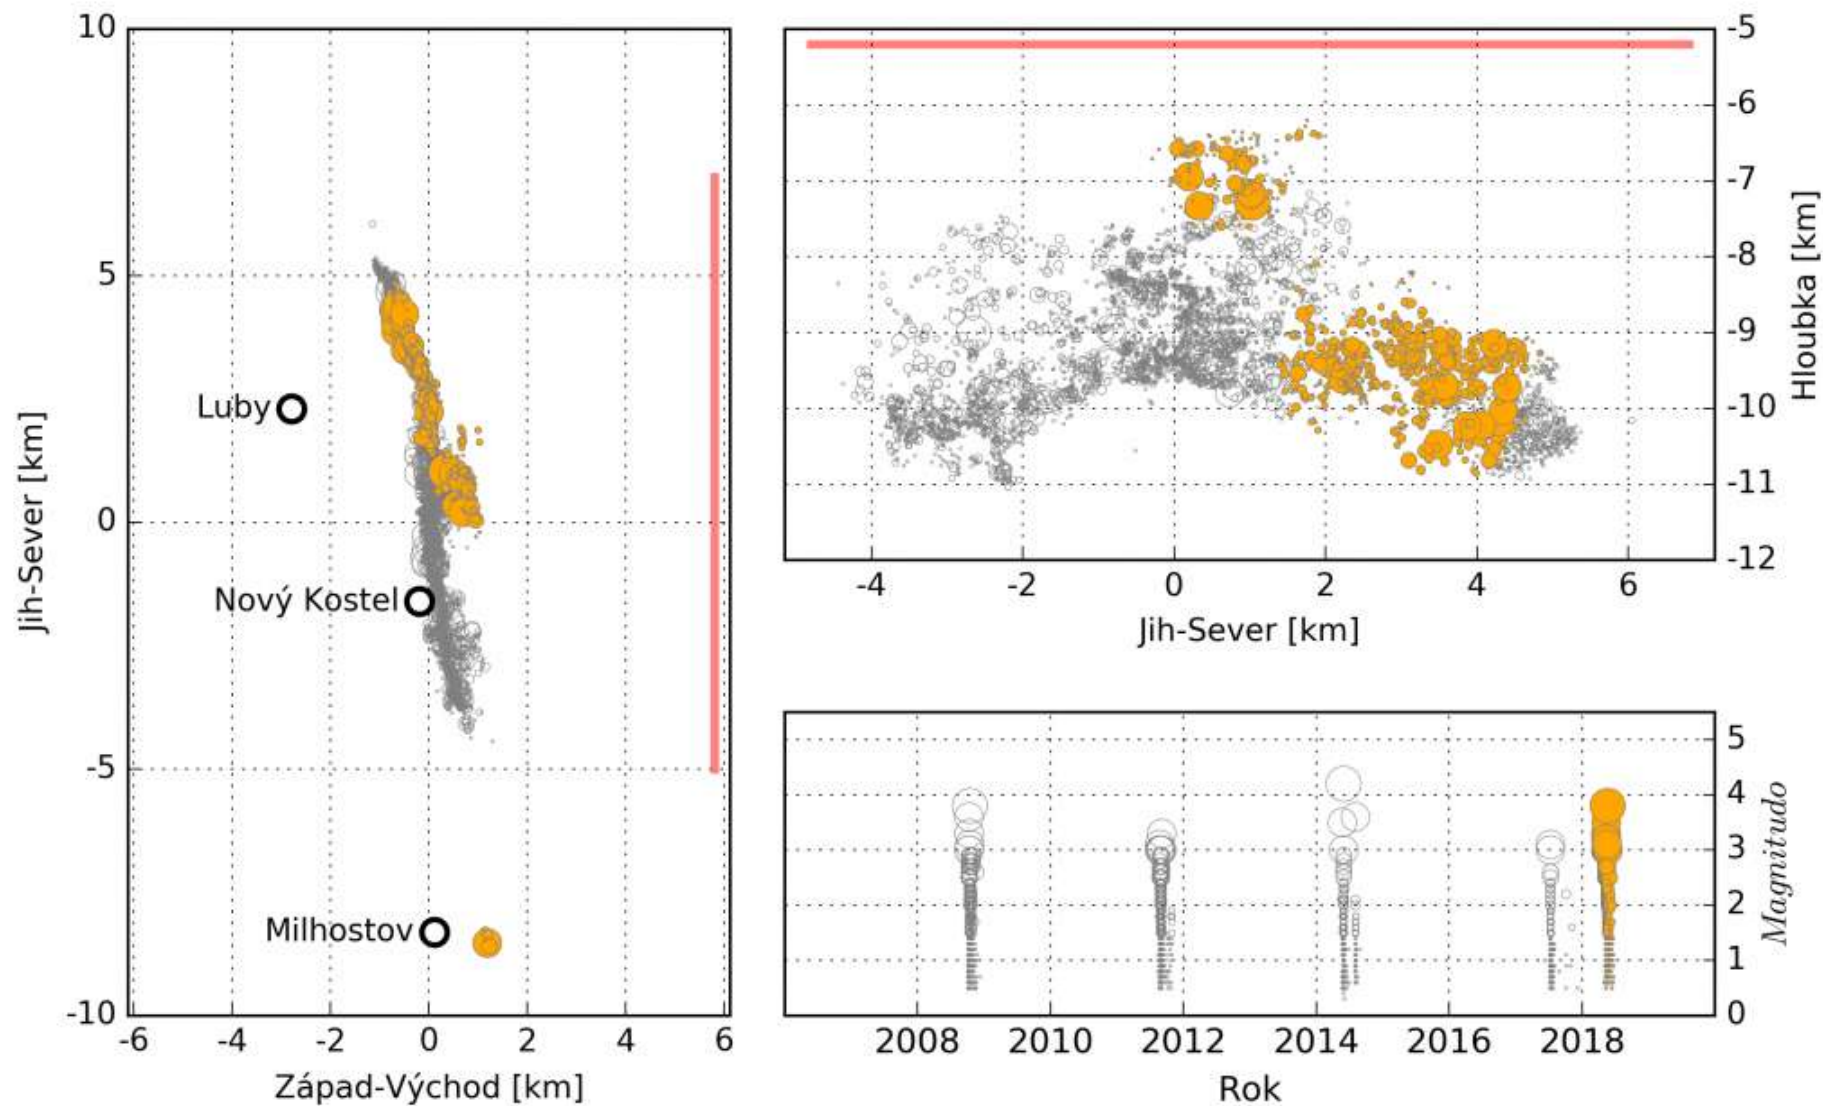 10
5
0
-5
-10
Jih-Sever [km]
Luby
Nový Kostel
Milhostov
-6 -4 -2 0 2 4 6
Západ-Východ [km]
-5
-6
-7
-8
-9
-10
-11
-12
Hloubka [km]
-4 -2 0 2 4 6
Jih-Sever [km]
5
4
3
2
1
0
Magnitudo
2008 2010 2012 2014 2016 2018
Rok